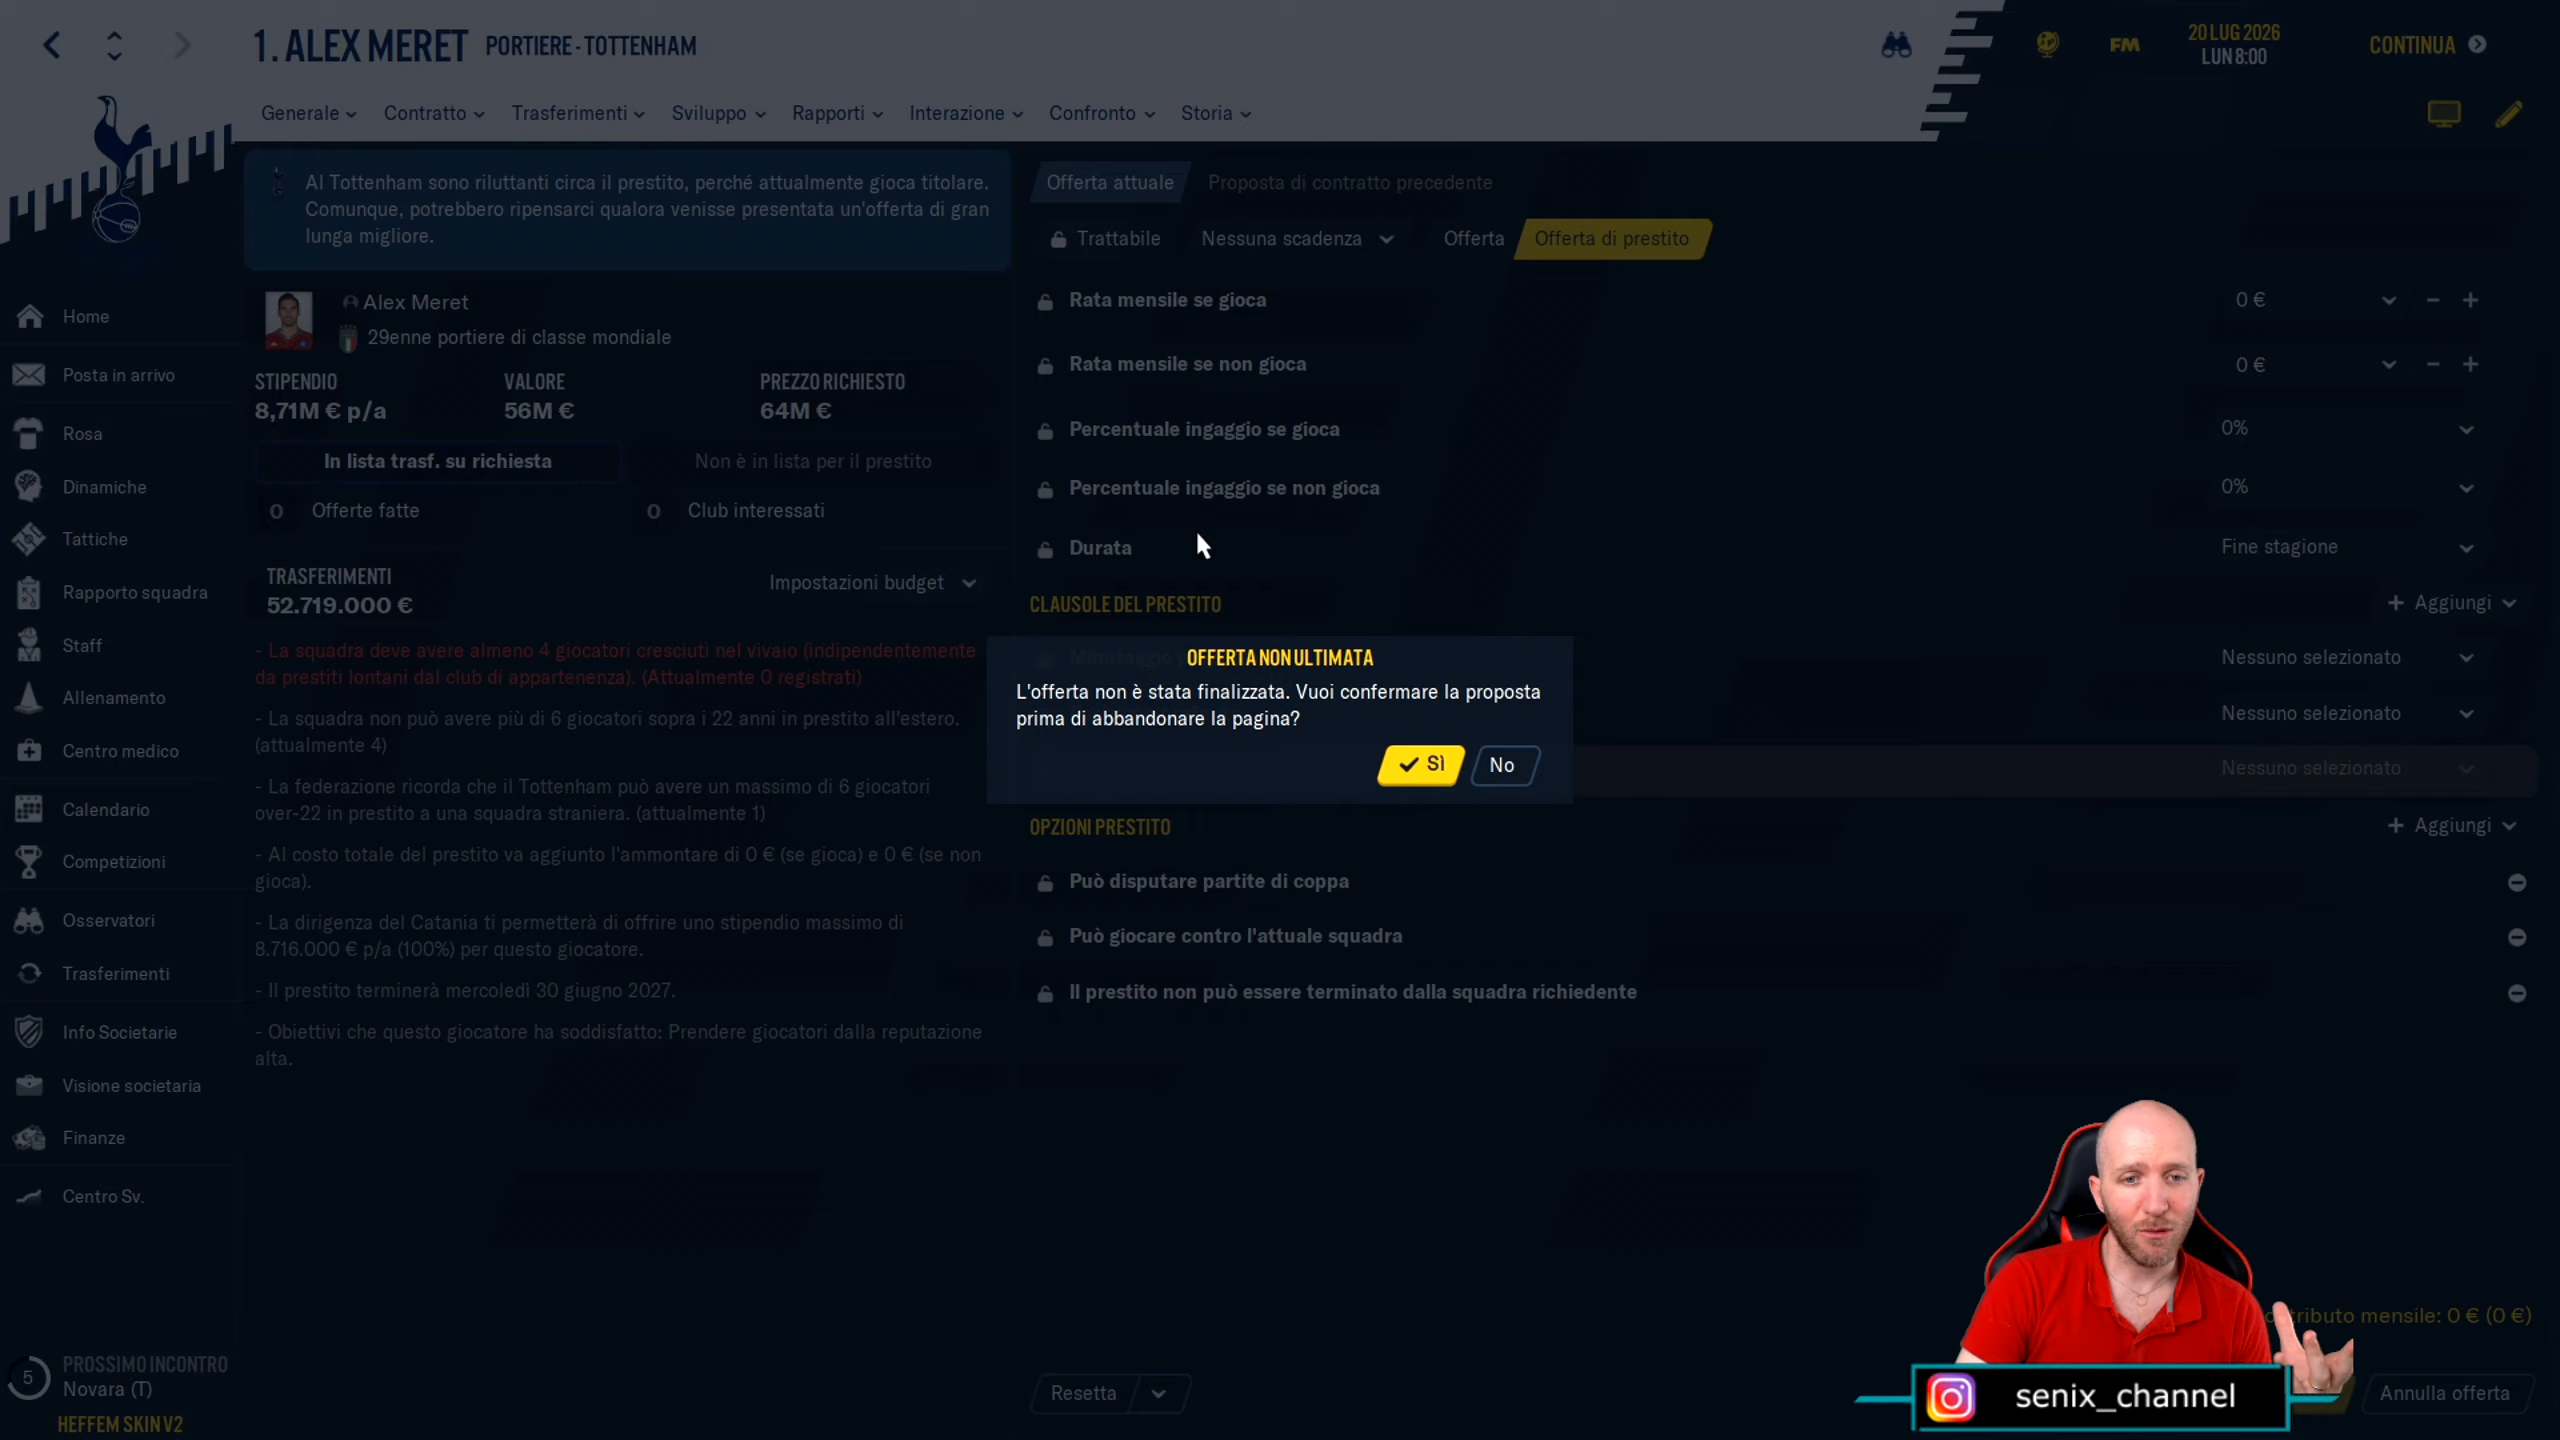 1. ALEX MERET PORTIERE - TOTTENHAM
FM
20 LUG 2026
LUN 8:00
CONTINUA
Generale
Contratto
Trasferimenti
Sviluppo
Rapporti
Interazione
Confronto
Storia
Home
Posta in arrivo
Rosa
Dinamiche
Tattiche
Rapporto squadra
Staff
Allenamento
Centro medico
Calendario
Competizioni
Osservatori
Trasferimenti
Info Societarie
Visione societaria
Finanze
Centro Sv.
5
PROSSIMO INCONTRO
Novara (T)
HEFFEM SKIN V2
Al Tottenham sono riluttanti circa il prestito, perché attualmente gioca titolare.
Comunque, potrebbero ripensarci qualora venisse presentata un'offerta di gran
lunga migliore.
Alex Meret
29enne portiere di classe mondiale
STIPENDIO
8,71M € p/a
VALORE
56M €
PREZZO RICHIESTO
64M €
In lista trasf. su richiesta
Non è in lista per il prestito
0 Offerte fatte
0 Club interessati
TRASFERIMENTI
52.719.000 €
Impostazioni budget
- La squadra deve avere almeno 4 giocatori cresciuti nel vivaio (indipendentemente
da prestiti lontani dal club di appartenenza). (Attualmente 0 registrati)
- La squadra non può avere più di 6 giocatori sopra i 22 anni in prestito all'estero.
(attualmente 4)
- La federazione ricorda che il Tottenham può avere un massimo di 6 giocatori
over-22 in prestito a una squadra straniera. (attualmente 1)
- Al costo totale del prestito va aggiunto l'ammontare di 0 € (se gioca) e 0 € (se non
gioca).
- La dirigenza del Catania ti permetterà di offrire uno stipendio massimo di
8.716.000 € p/a (100%) per questo giocatore.
- Il prestito terminerà mercoledì 30 giugno 2027.
- Obiettivi che questo giocatore ha soddisfatto: Prendere giocatori dalla reputazione
alta.
Offerta attuale
Proposta di contratto precedente
Trattabile
Nessuna scadenza
Offerta
Offerta di prestito
Rata mensile se gioca
0 €
Rata mensile se non gioca
0 €
Percentuale ingaggio se gioca
0%
Percentuale ingaggio se non gioca
0%
Durata
Fine stagione
CLAUSOLE DEL PRESTITO
Aggiungi
Nessuno selezionato
Nessuno selezionato
Nessuno selezionato
OFFERTA NON ULTIMATA
L'offerta non è stata finalizzata. Vuoi confermare la proposta
prima di abbandonare la pagina?
Sì
No
OPZIONI PRESTITO
Aggiungi
Può disputare partite di coppa
Può giocare contro l'attuale squadra
Il prestito non può essere terminato dalla squadra richiedente
mensile: 0 € (0 €)
Resetta
Annulla offerta
senix_channel